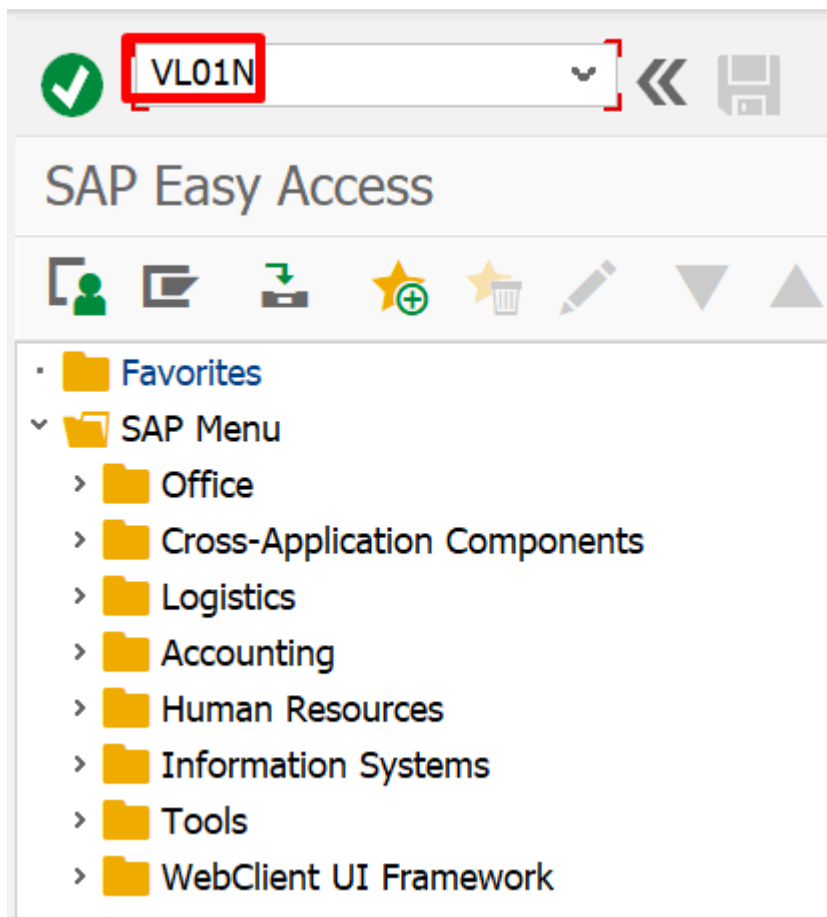 VL01N
SAP Easy Access
Favorites
SAP Menu
Office
Cross-Application Components
Logistics
Accounting
Human Resources
Information Systems
Tools
WebClient UI Framework